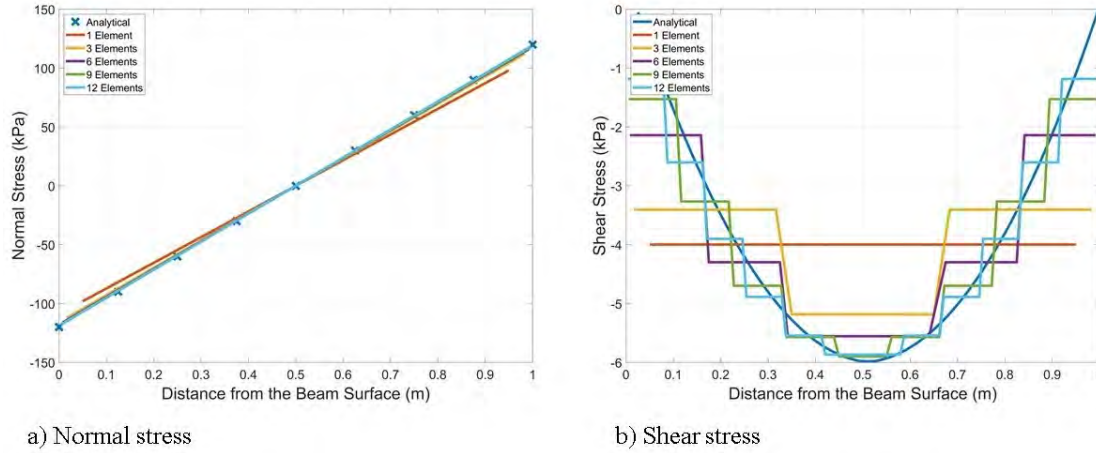 150
100
50
0
-50
-100
-150
Normal Stress (kPa)
Analytical
1 Element
3 Elements
6 Elements
9 Elements
12 Elements
0 0.1 0.2 0.3 0.4 0.5 0.6 0.7 0.8 0.9 1
Distance from the Beam Surface (m)
a) Normal stress
0
-1
-2
-3
-4
-5
-6
Shear Stress (kPa)
Analytical
1 Element
3 Elements
6 Elements
9 Elements
12 Elements
0 0.1 0.2 0.3 0.4 0.5 0.6 0.7 0.8 0.9
Distance from the Beam Surface (m)
b) Shear stress